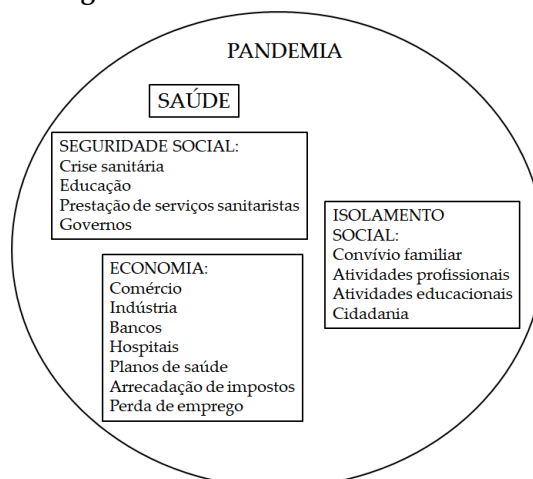 PANDEMIA
SAÚDE
SEGURIDADE SOCIAL:
Crise sanitária
Educação
Prestação de serviços sanitaristas
Governos
ISOLAMENTO
SOCIAL:
Convívio familiar
Atividades profissionais
Atividades educacionais
Cidadania
ECONOMIA:
Comércio
Indústria
Bancos
Hospitais
Planos de saúde
Arrecadação de impostos
Perda de emprego